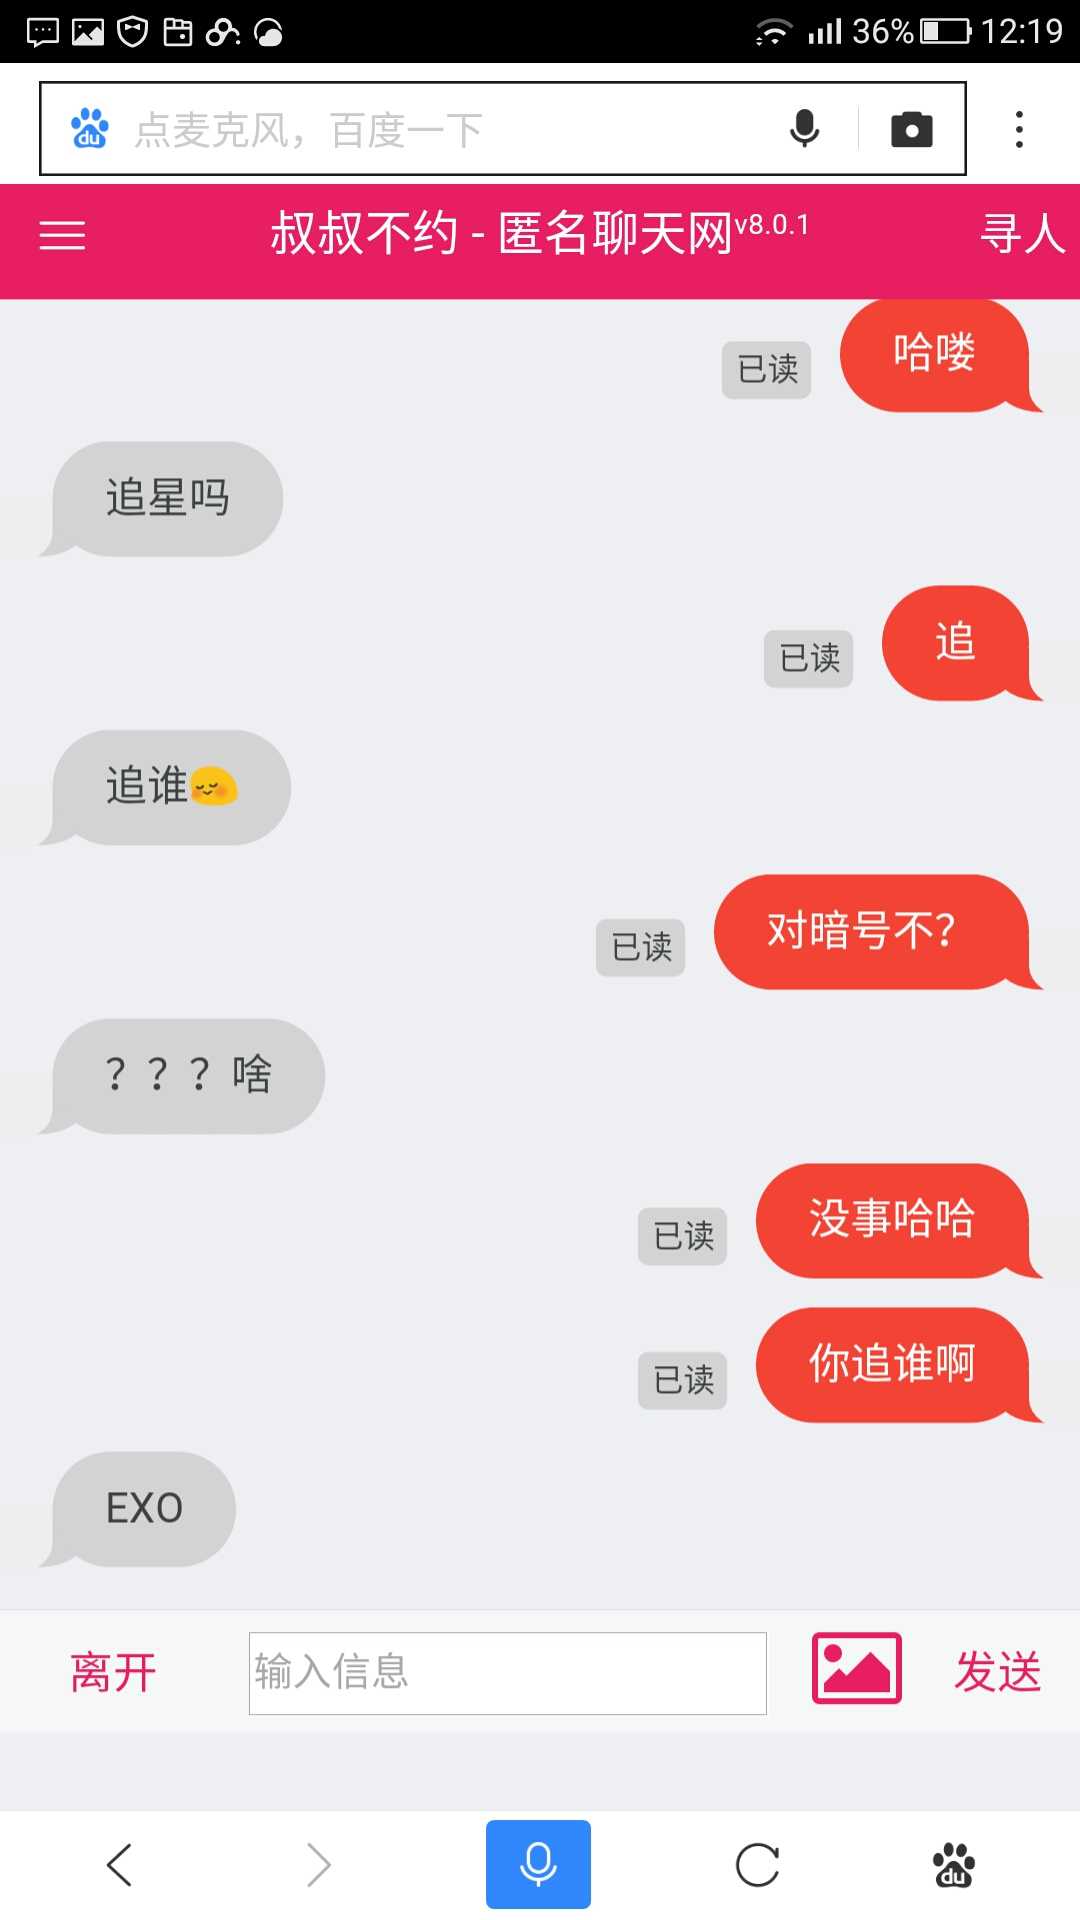 36% 12:19
du 点麦克风，百度一下
叔叔不约 - 匿名聊天网v8.0.1 寻人
已读 哈喽
追星吗
已读 追
追谁
已读 对暗号不？
？？？啥
已读 没事哈哈
已读 你追谁啊
EXO
离开 输入信息 发送
du